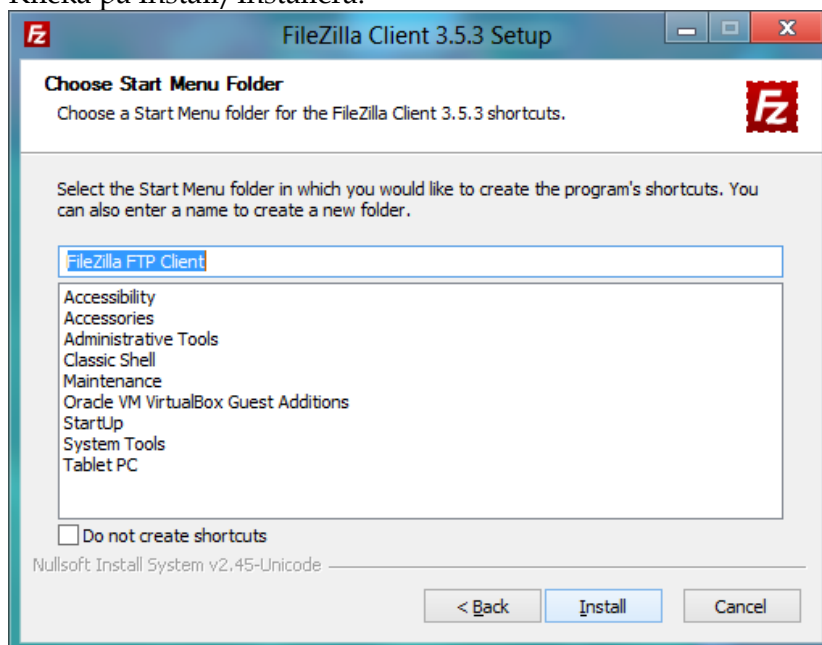 Klicka på Install/Installera.
FileZilla Client 3.5.3 Setup
Choose Start Menu Folder
Choose a Start Menu folder for the FileZilla Client 3.5.3 shortcuts.
Select the Start Menu folder in which you would like to create the program's shortcuts. You
can also enter a name to create a new folder.
FileZilla FTP Client
Accessibility
Accessories
Administrative Tools
Classic Shell
Maintenance
Oracle VM VirtualBox Guest Additions
StartUp
System Tools
Tablet PC
Do not create shortcuts
Nullsoft Install System v2.45-Unicode
< Back Install Cancel